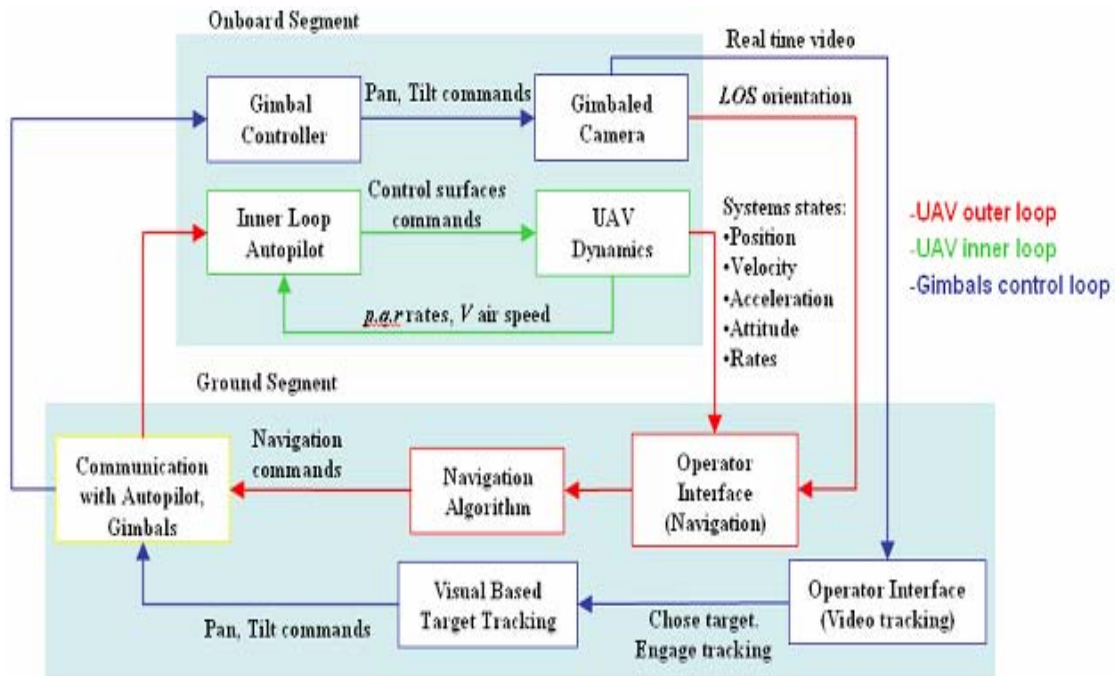 Onboard Segment
Real time video
Gimbal
Controller
Pan, Tilt commands
Gimbaled
Camera
LOS orientation
Inner Loop
Autopilot
Control surfaces
commands
UAV
Dynamics
p.q.r rates, V air speed
Systems states:
•Position
•Velocity
•Acceleration
•Attitude
•Rates
-UAV outer loop
-UAV inner loop
-Gimbals control loop
Ground Segment
Communication
with Autopilot,
Gimbals
Navigation
commands
Navigation
Algorithm
Operator
Interface
(Navigation)
Pan, Tilt commands
Visual Based
Target Tracking
Chose target.
Engage tracking
Operator Interface
(Video tracking)